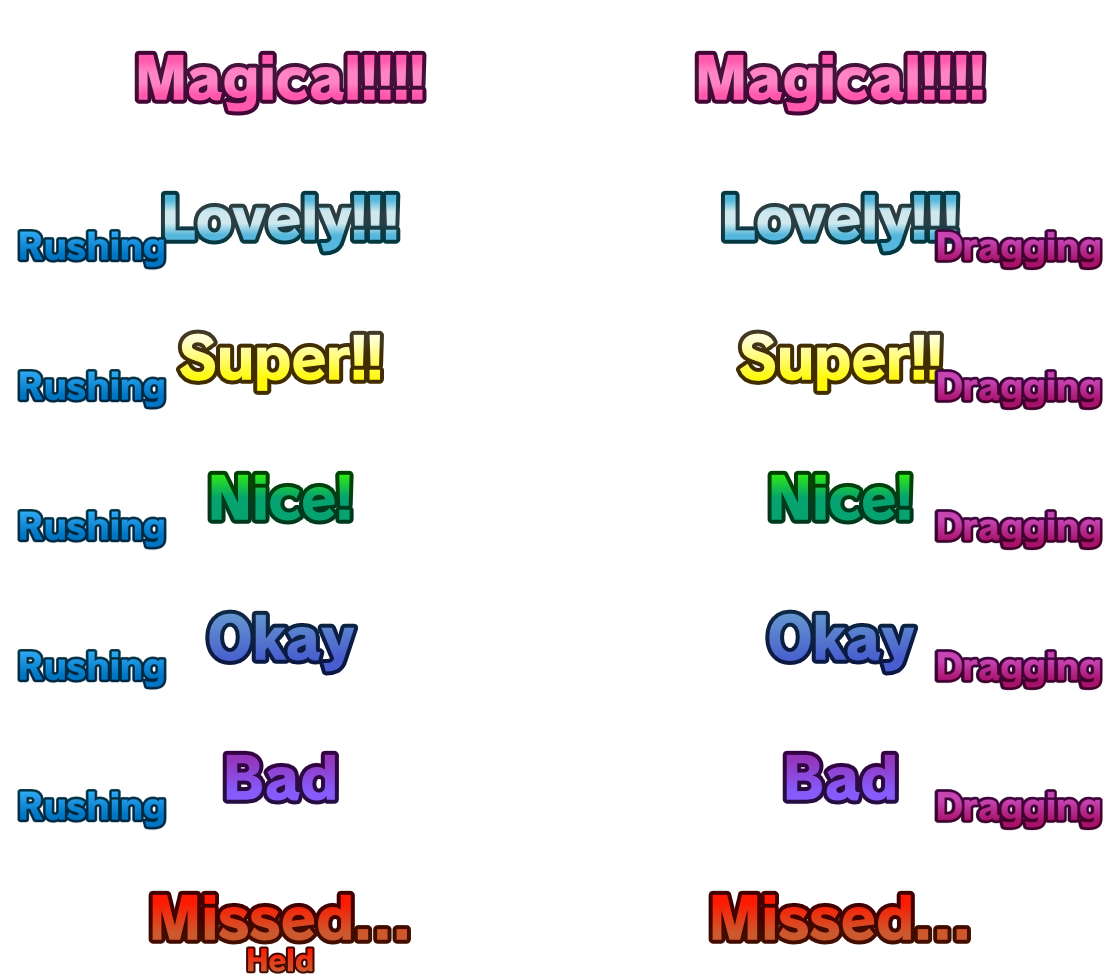 Magical!!!! Magical!!!!
Lovely!!! Lovely!!!
Rushing Dragging
Super!! Super!!
Rushing Dragging
Nice! Nice!
Rushing Dragging
Okay Okay
Rushing Dragging
Bad Bad
Rushing Dragging
Missed... Missed...
Held